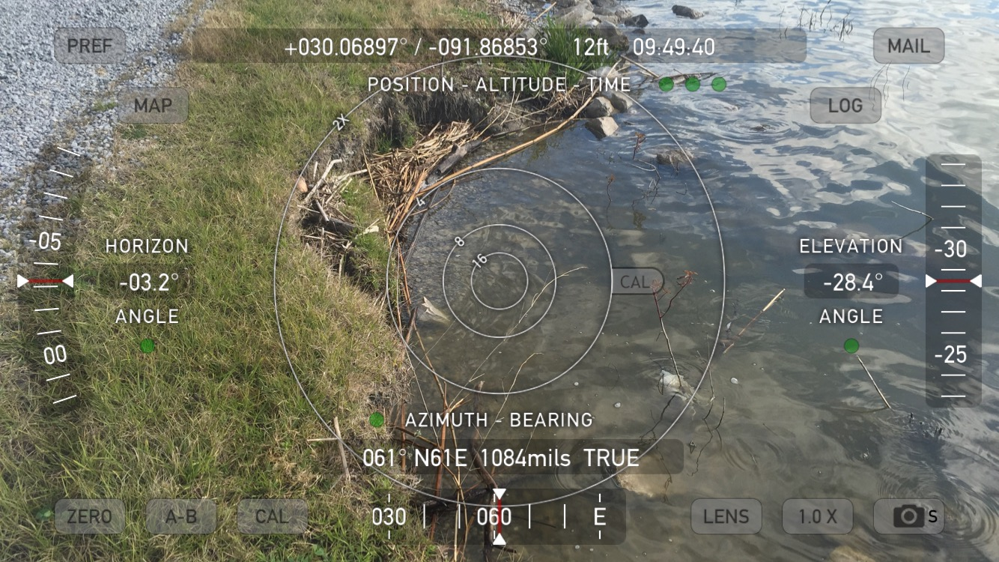 PREF
+030.06897° / -091.86853° 12ft 09:49:40
MAIL
POSITION - ALTITUDE - TIME
MAP
LOG
2X
4
8
16
-05
HORIZON
-03.2°
ANGLE
00
CAL
ELEVATION
-28.4°
ANGLE
-30
-25
AZIMUTH - BEARING
061° N61E 1084mils TRUE
ZERO
A-B
CAL
030 060 E
LENS
1.0 X
S